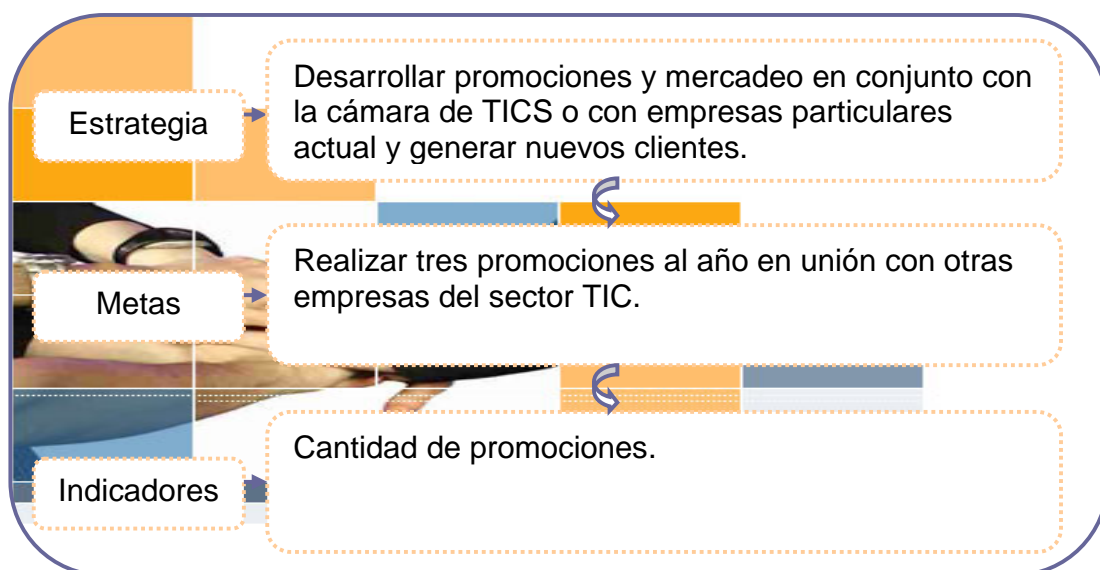 Estrategia
Desarrollar promociones y mercadeo en conjunto con
la cámara de TICS o con empresas particulares
actual y generar nuevos clientes.
Metas
Realizar tres promociones al año en unión con otras
empresas del sector TIC.
Indicadores
Cantidad de promociones.